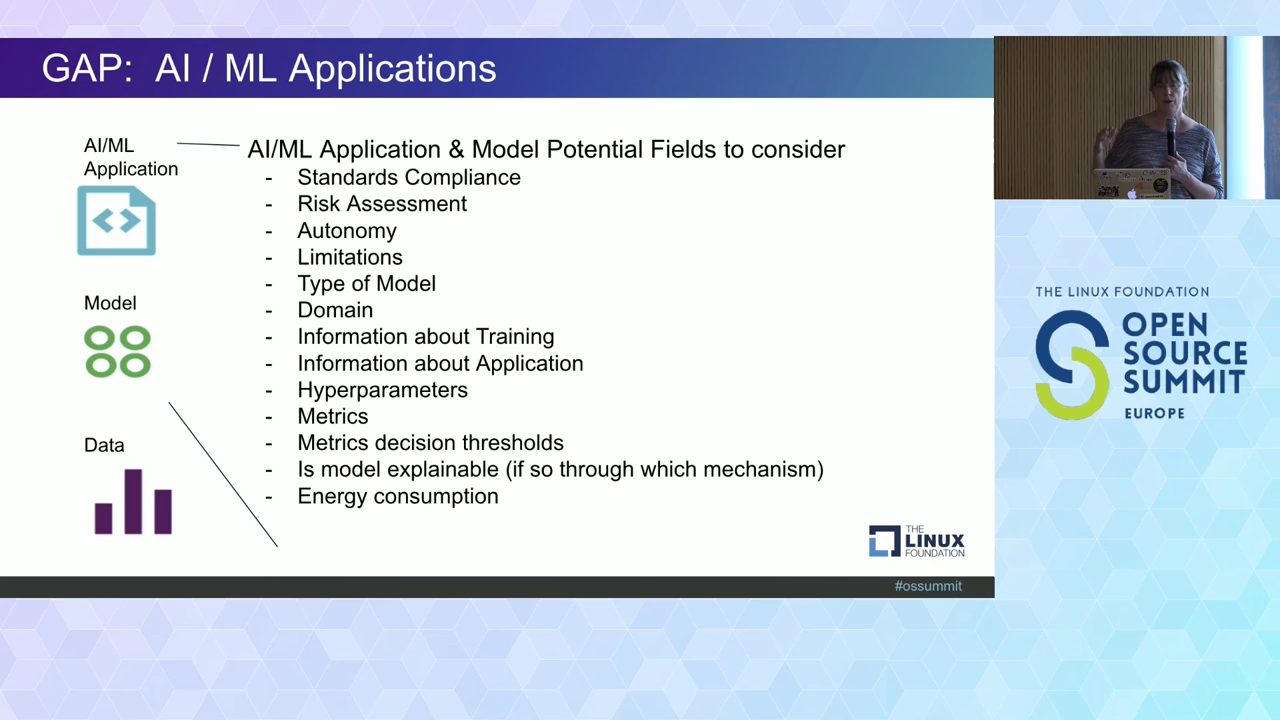 GAP: AI / ML Applications
AI/ML
Application
Model
Data
AI/ML Application & Model Potential Fields to consider
- Standards Compliance
- Risk Assessment
- Autonomy
- Limitations
- Type of Model
- Domain
- Information about Training
- Information about Application
- Hyperparameters
- Metrics
- Metrics decision thresholds
- Is model explainable (if so through which mechanism)
- Energy consumption
THE
LINUX
FOUNDATION
#ossummit
THE LINUX FOUNDATION
OPEN
SOURCE
SUMMIT
EUROPE